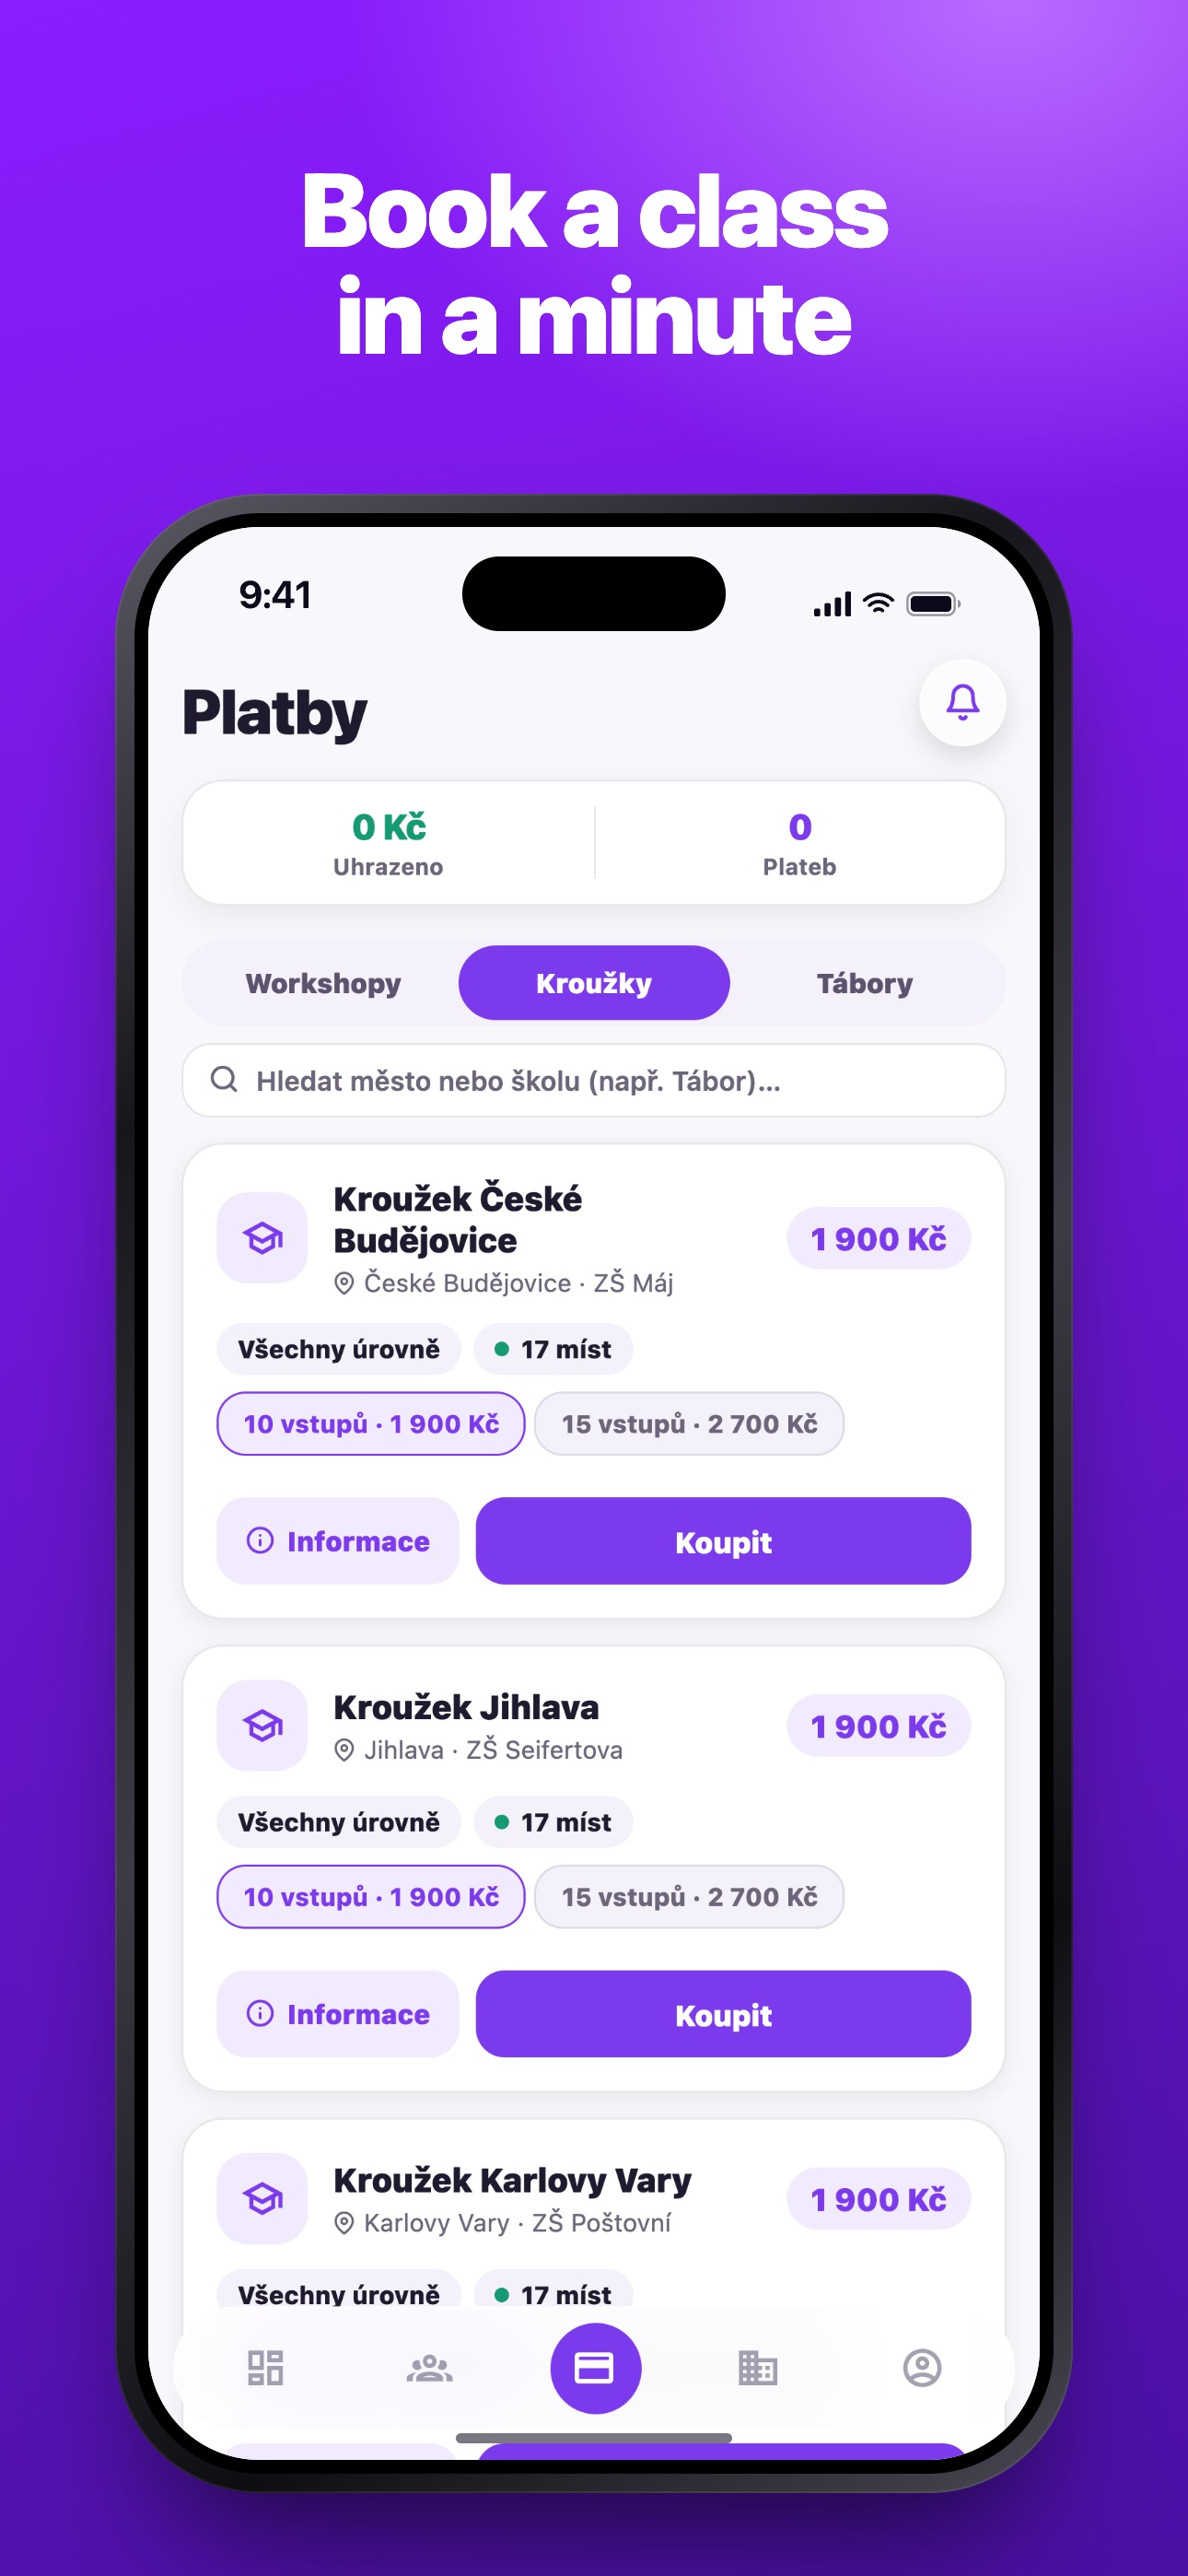 Book a class
in a minute
9:41
Platby
0 Kč
0
Uhrazeno
Plateb
Workshopy
Kroužky
Tábory
Hledat město nebo školu (např. Tábor)...
Kroužek České
Budějovice
1 900 Kč
České Budějovice · ZŠ Máj
Všechny úrovně
17 míst
10 vstupů · 1 900 Kč
15 vstupů · 2 700 Kč
Informace
Koupit
Kroužek Jihlava
1 900 Kč
Jihlava · ZŠ Seifertova
Všechny úrovně
17 míst
10 vstupů · 1 900 Kč
15 vstupů · 2 700 Kč
Informace
Koupit
Kroužek Karlovy Vary
1 900 Kč
Karlovy Vary · ZŠ Poštovní
Všechny úrovně
17 míst